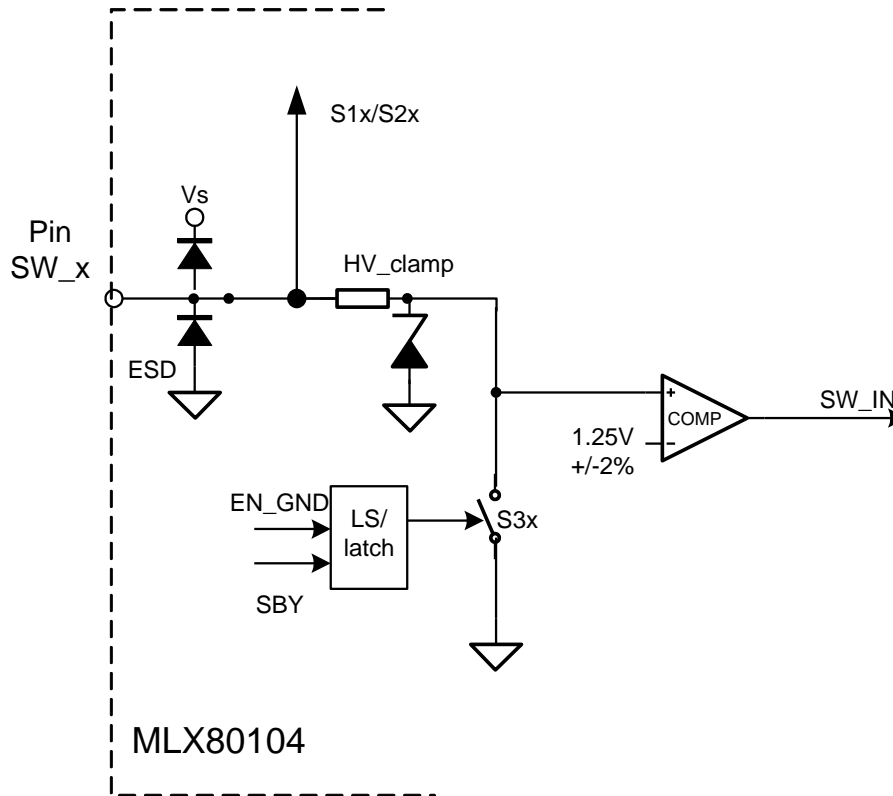 S1x/S2x
Vs
Pin
SW_x
HV_clamp
ESD
+
COMP
-
SW_IN
1.25V
+/-2%
EN_GND
LS/
latch
S3x
SBY
MLX80104